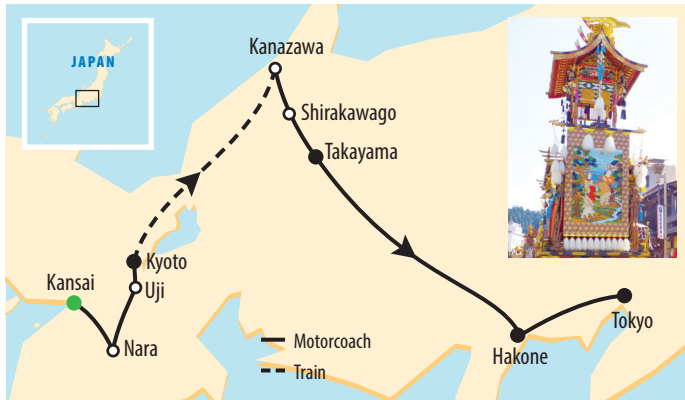 JAPAN
Kanazawa
Shirakawago
Takayama
Kyoto
Kansai
Uji
Nara
Motorcoach
Train
Hakone
Tokyo